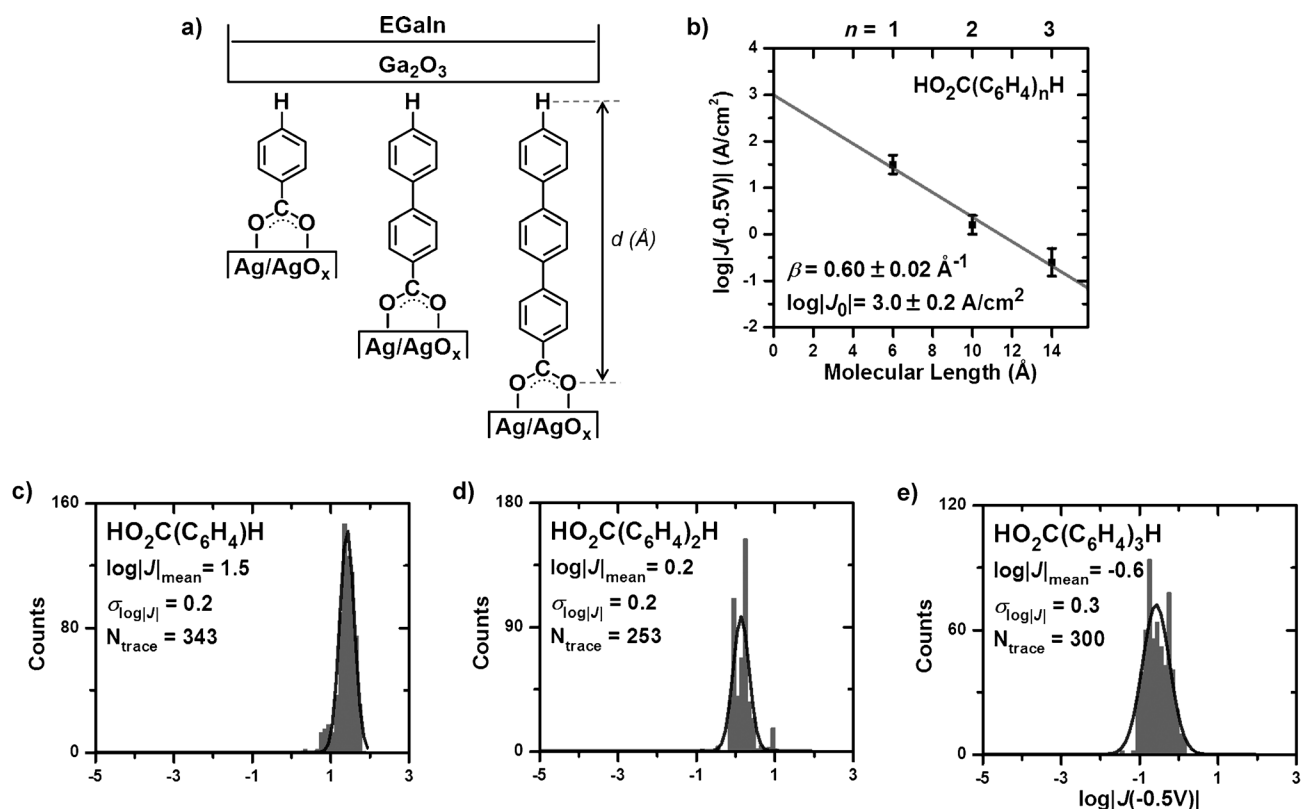 a)
EGaIn
Ga₂O₃
H H H
C
O O
Ag/AgOₓ
C
O O
Ag/AgOₓ
C
O O
Ag/AgOₓ
d (Å)
b)
n = 1 2 3
HO₂C(C₆H₄)ₙH
log|J(-0.5V)| (A/cm²)
4
3
2
1
0
-1
-2
β = 0.60 ± 0.02 Å⁻¹
log|J₀|= 3.0 ± 0.2 A/cm²
0 2 4 6 8 10 12 14
Molecular Length (Å)
c)
Counts
160
80
0
HO₂C(C₆H₄)H
log|J|mean= 1.5
σlog|J| = 0.2
Ntrace = 343
-5 -3 -1 1 3
d)
Counts
180
90
0
HO₂C(C₆H₄)₂H
log|J|mean= 0.2
σlog|J| = 0.2
Ntrace = 253
-5 -3 -1 1 3
e)
Counts
120
60
0
HO₂C(C₆H₄)₃H
log|J|mean= -0.6
σlog|J| = 0.3
Ntrace = 300
-5 -3 -1 1 3
log|J(-0.5V)|